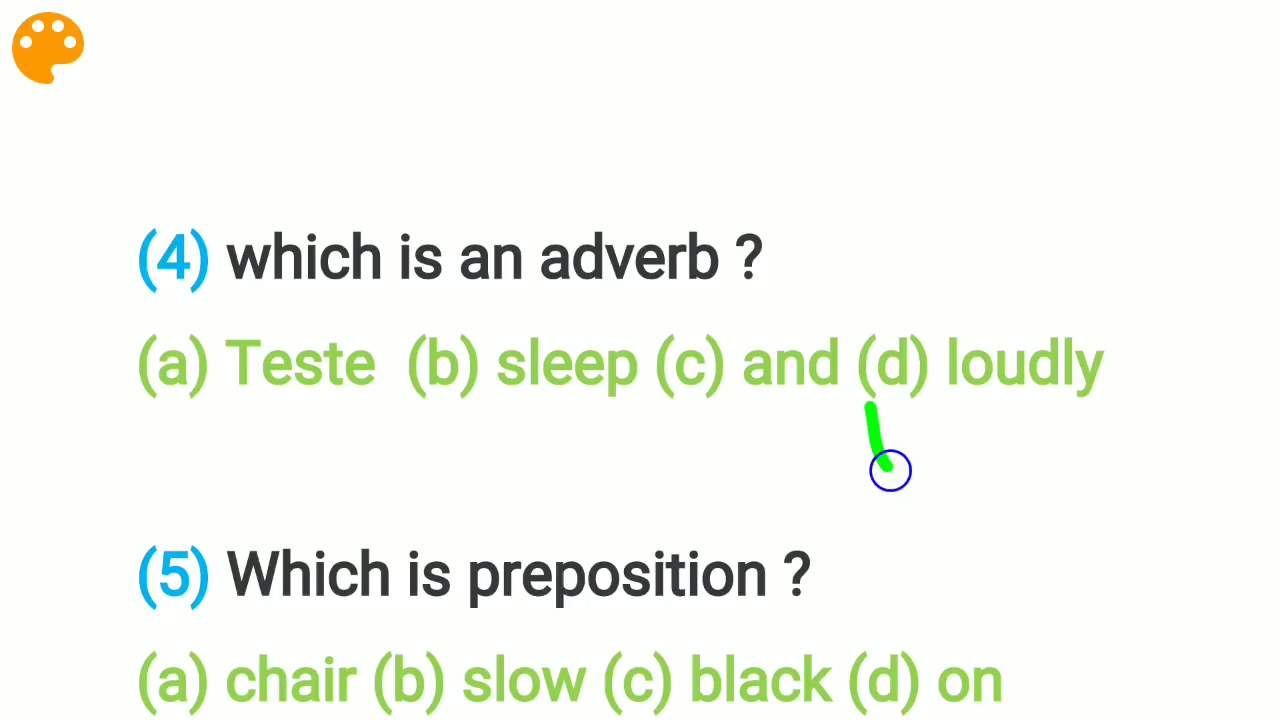 (4) which is an adverb ?
(a) Teste (b) sleep (c) and (d) loudly
(5) Which is preposition ?
(a) chair (b) slow (c) black (d) on